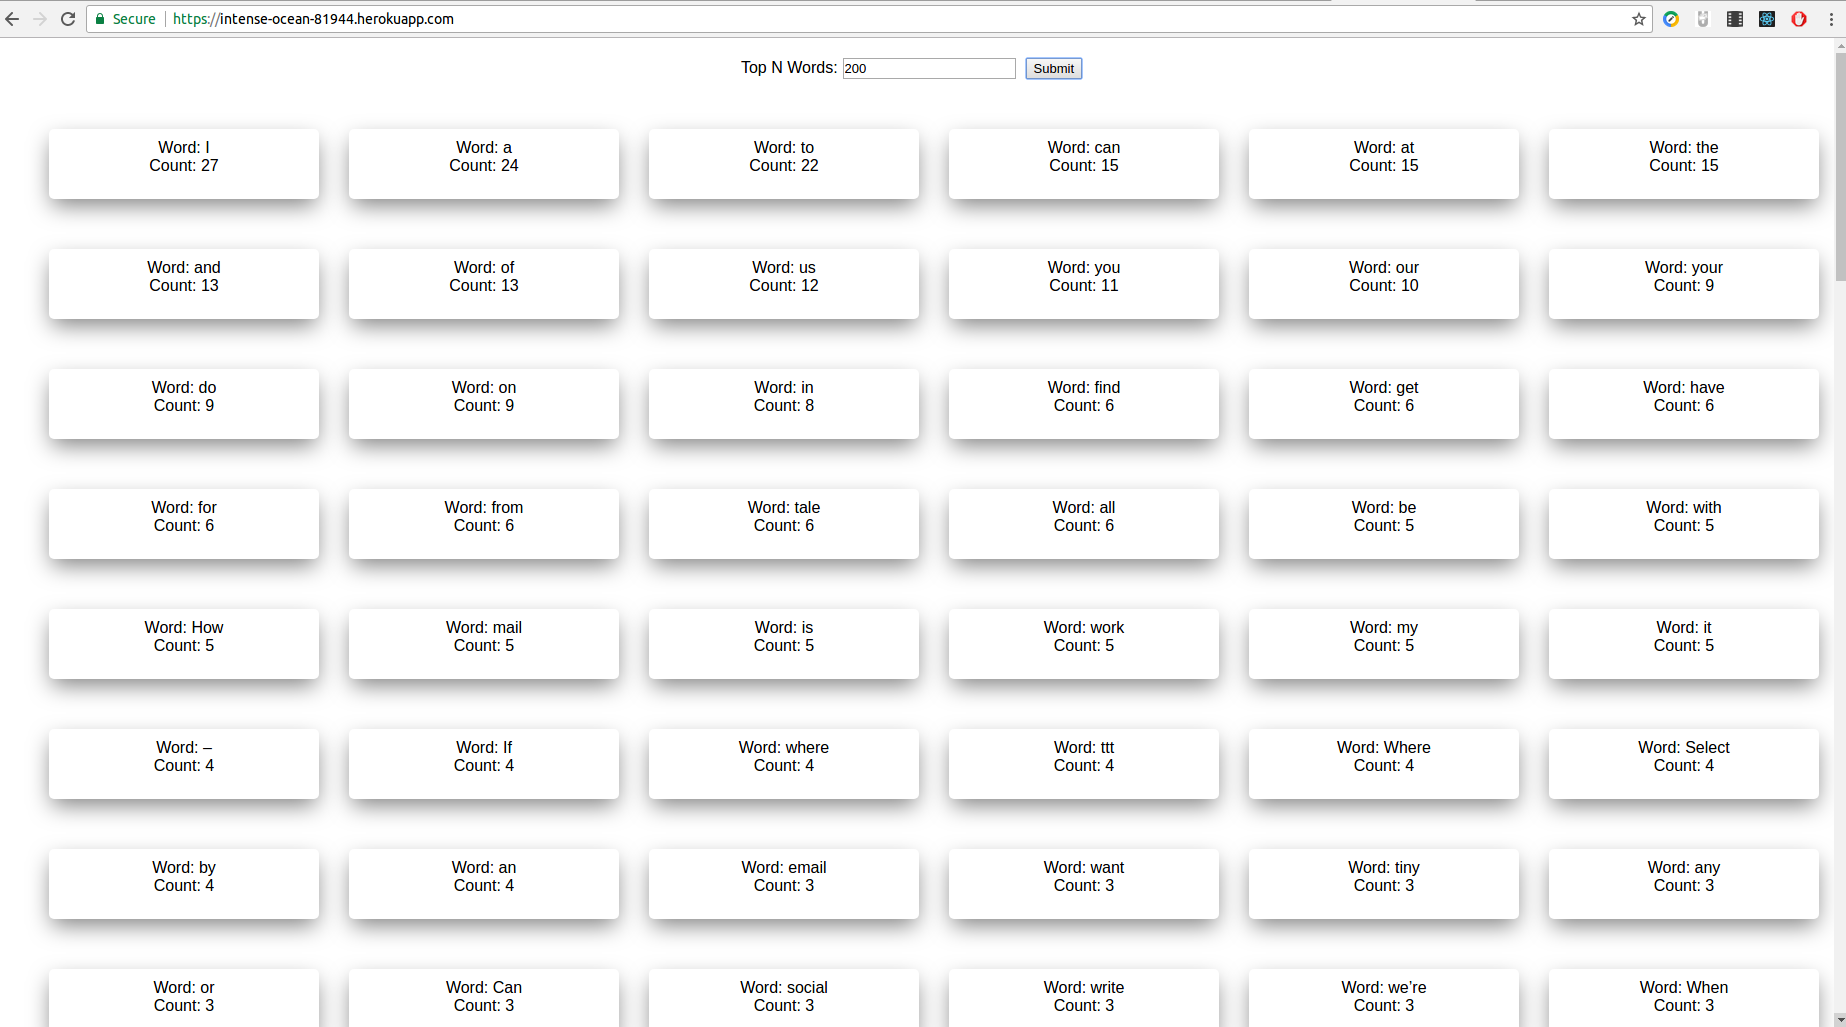 Secure https://intense-ocean-81944.herokuapp.com
Top N Words: 200 Submit
Word: I
Count: 27
Word: a
Count: 24
Word: to
Count: 22
Word: can
Count: 15
Word: at
Count: 15
Word: the
Count: 15
Word: and
Count: 13
Word: of
Count: 13
Word: us
Count: 12
Word: you
Count: 11
Word: our
Count: 10
Word: your
Count: 9
Word: do
Count: 9
Word: on
Count: 9
Word: in
Count: 8
Word: find
Count: 6
Word: get
Count: 6
Word: have
Count: 6
Word: for
Count: 6
Word: from
Count: 6
Word: tale
Count: 6
Word: all
Count: 6
Word: be
Count: 5
Word: with
Count: 5
Word: How
Count: 5
Word: mail
Count: 5
Word: is
Count: 5
Word: work
Count: 5
Word: my
Count: 5
Word: it
Count: 5
Word: –
Count: 4
Word: If
Count: 4
Word: where
Count: 4
Word: ttt
Count: 4
Word: Where
Count: 4
Word: Select
Count: 4
Word: by
Count: 4
Word: an
Count: 4
Word: email
Count: 3
Word: want
Count: 3
Word: tiny
Count: 3
Word: any
Count: 3
Word: or
Count: 3
Word: Can
Count: 3
Word: social
Count: 3
Word: write
Count: 3
Word: we’re
Count: 3
Word: When
Count: 3